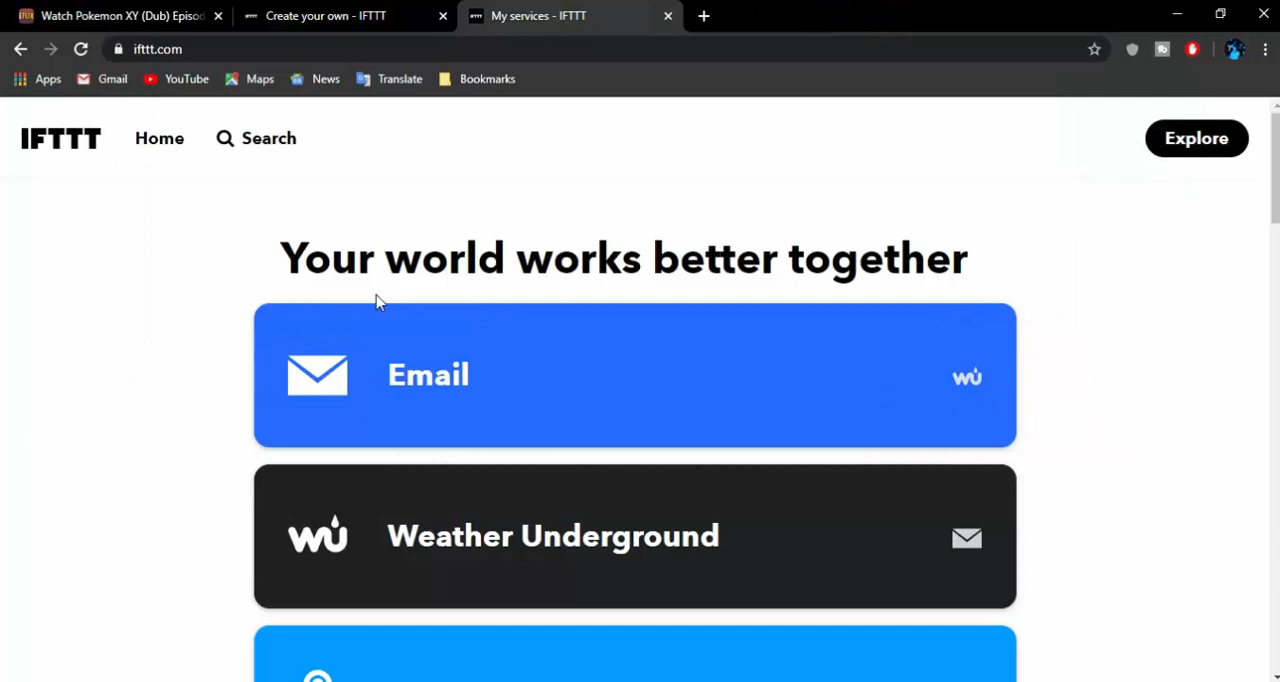 Watch Pokemon XY (Dub) Episo
Create your own - IFTTT
My services - IFTTT
ifttt.com
Apps
Gmail
YouTube
Maps
News
Translate
Bookmarks
IFTTT
Home
Search
Explore
Your world works better together
Email
wu
wu
Weather Underground